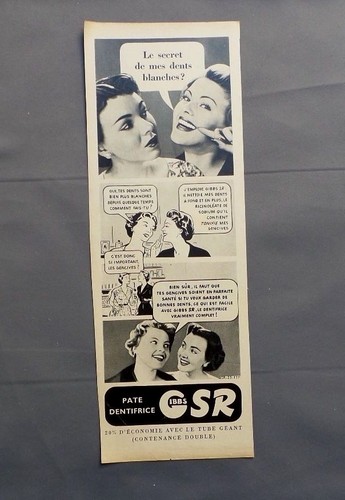 Le secret
de mes dents
blanches?
QUE TES DENTS SONT
BIEN PLUS BLANCHES
DEPUIS QUELQUE TEMPS
COMMENT FAIS-TU?
J'EMPLOIE GIBBS SR
IL NETTOIE MES DENTS
A FOND ET EN PLUS, LE
RICINOLÉATE DE
SODIUM QU'IL
CONTIENT
TONIFIE MES
GENCIVES
C'EST DONC
SI IMPORTANT,
LES GENCIVES?
BIEN SÛR, IL FAUT QUE
TES GENCIVES SOIENT EN PARFAITE
SANTÉ SI TU VEUX GARDER DE
BONNES DENTS, CE QUI EST FACILE
AVEC GIBBS SR, LE DENTIFRICE
VRAIMENT COMPLET!
PATE
DENTIFRICE
GIBBS SR
20% D'ÉCONOMIE AVEC LE TUBE GÉANT
(CONTENANCE DOUBLE)